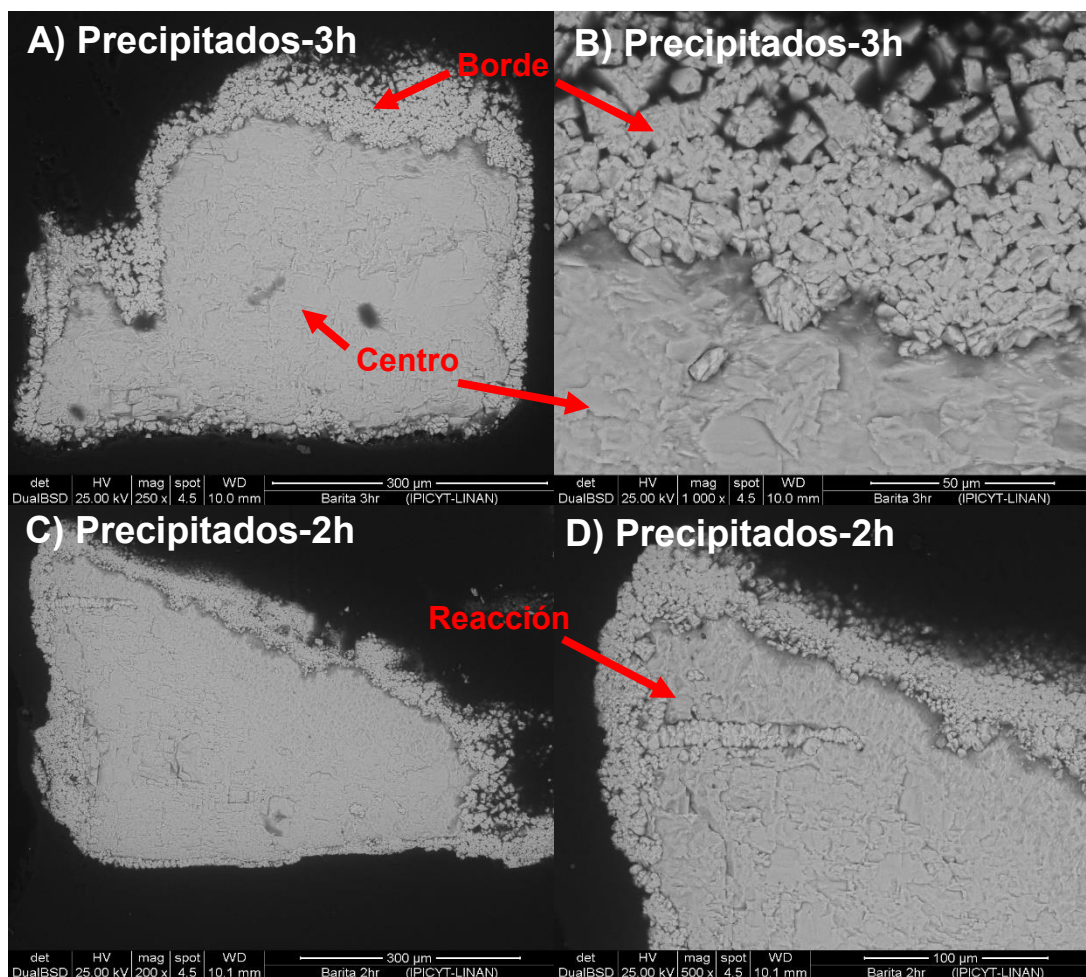 A) Precipitados-3h
B) Precipitados-3h
Borde
Centro
det HV mag spot WD 300 µm
DualBSD 25.00 kV 250 x 4.5 10.0 mm Barita 3hr (IPICYT-LINAN)
det HV mag spot WD 50 µm
DualBSD 25.00 kV 1 000 x 4.5 10.0 mm Barita 3hr (IPICYT-LINAN)
C) Precipitados-2h
D) Precipitados-2h
Reacción
det HV mag spot WD 300 µm
DualBSD 25.00 kV 200 x 4.5 10.1 mm Barita 2hr (IPICYT-LINAN)
det HV mag spot WD 100 µm
DualBSD 25.00 kV 500 x 4.5 10.1 mm Barita 2hr (IPICYT-LINAN)